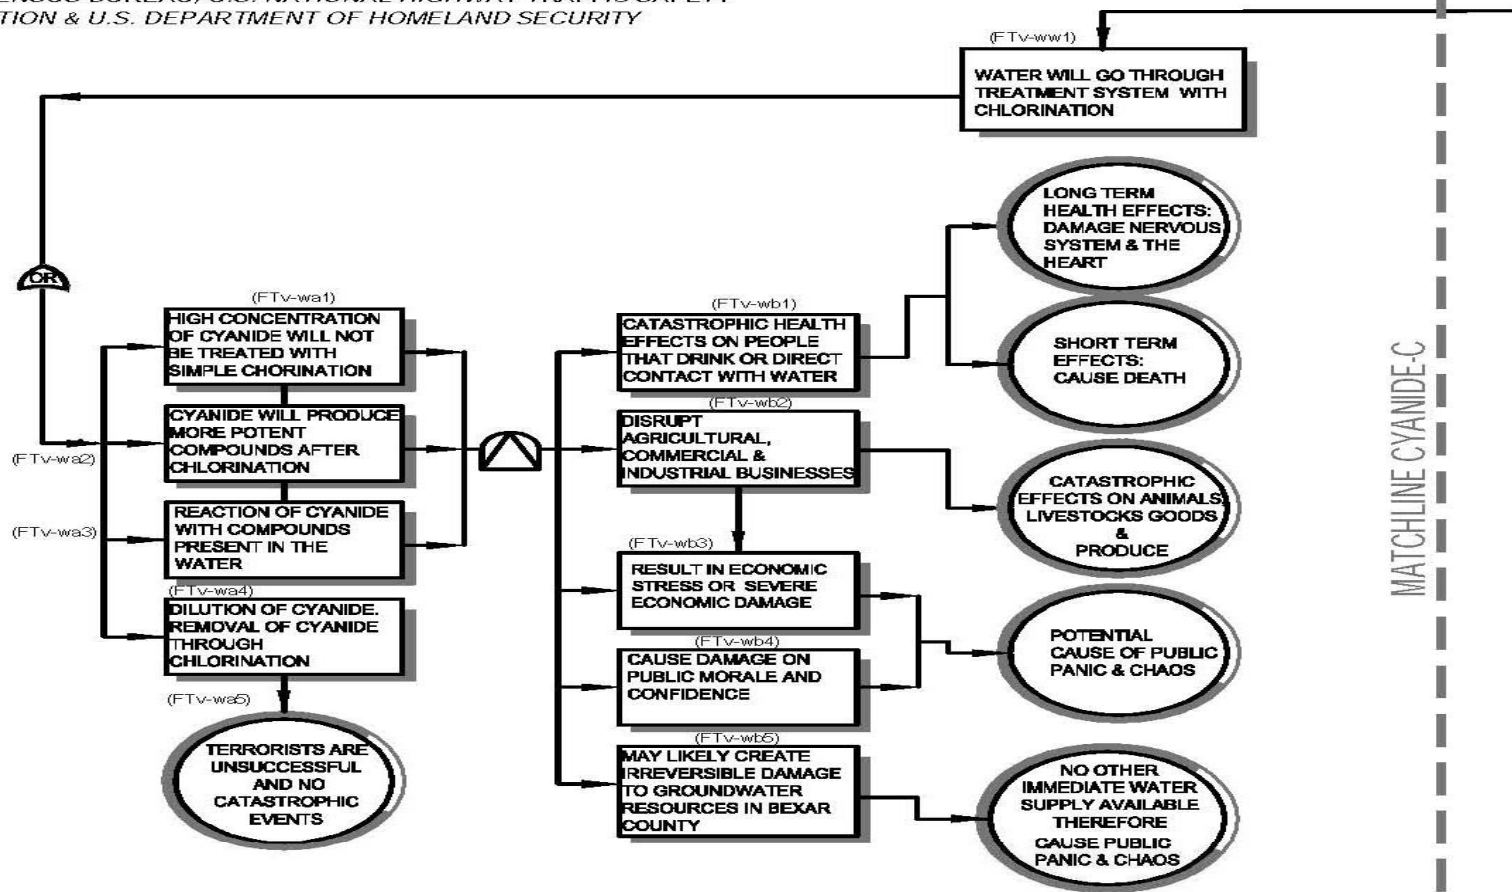 TION & U.S. DEPARTMENT OF HOMELAND SECURITY
(FTv-ww1)
WATER WILL GO THROUGH
TREATMENT SYSTEM WITH
CHLORINATION
OR
(FTv-wa1)
HIGH CONCENTRATION
OF CYANIDE WILL NOT
BE TREATED WITH
SIMPLE CHORINATION
(FTv-wa2)
CYANIDE WILL PRODUCE
MORE POTENT
COMPOUNDS AFTER
CHLORINATION
(FTv-wa3)
REACTION OF CYANIDE
WITH COMPOUNDS
PRESENT IN THE
WATER
(FTv-wa4)
DILUTION OF CYANIDE.
REMOVAL OF CYANIDE
THROUGH
CHLORINATION
(FTv-wa5)
TERRORISTS ARE
UNSUCCESSFUL
AND NO
CATASTROPHIC
EVENTS
(FTv-wb1)
CATASTROPHIC HEALTH
EFFECTS ON PEOPLE
THAT DRINK OR DIRECT
CONTACT WITH WATER
(FTv-wb2)
DISRUPT
AGRICULTURAL,
COMMERCIAL &
INDUSTRIAL BUSINESSES
(FTv-wb3)
RESULT IN ECONOMIC
STRESS OR SEVERE
ECONOMIC DAMAGE
(FTv-wb4)
CAUSE DAMAGE ON
PUBLIC MORALE AND
CONFIDENCE
(FTv-wb5)
MAY LIKELY CREATE
IRREVERSIBLE DAMAGE
TO GROUNDWATER
RESOURCES IN BEXAR
COUNTY
LONG TERM
HEALTH EFFECTS:
DAMAGE NERVOUS
SYSTEM & THE
HEART
SHORT TERM
EFFECTS:
CAUSE DEATH
CATASTROPHIC
EFFECTS ON ANIMALS,
LIVESTOCKS GOODS
&
PRODUCE
POTENTIAL
CAUSE OF PUBLIC
PANIC & CHAOS
NO OTHER
IMMEDIATE WATER
SUPPLY AVAILABLE
THEREFORE
CAUSE PUBLIC
PANIC & CHAOS
MATCHLINE CYANIDE-C